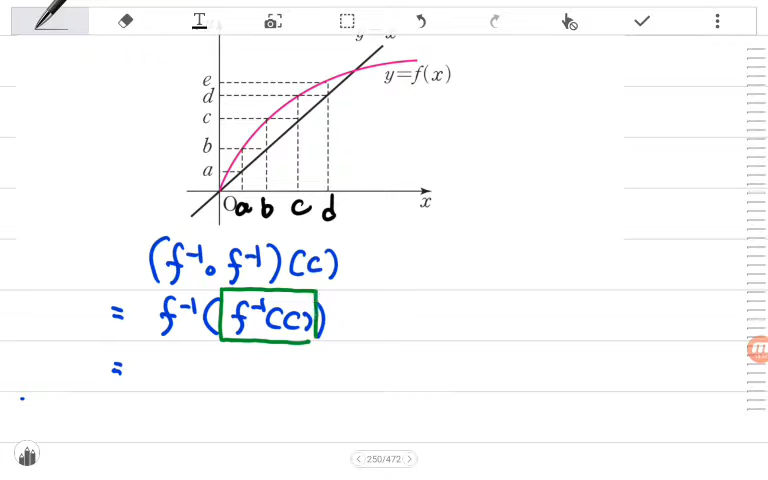 e
y=f(x)
d
c
b
a
O a b c d x
(f⁻¹∘f⁻¹)(c)
= f⁻¹(f⁻¹(c))
=
250/472